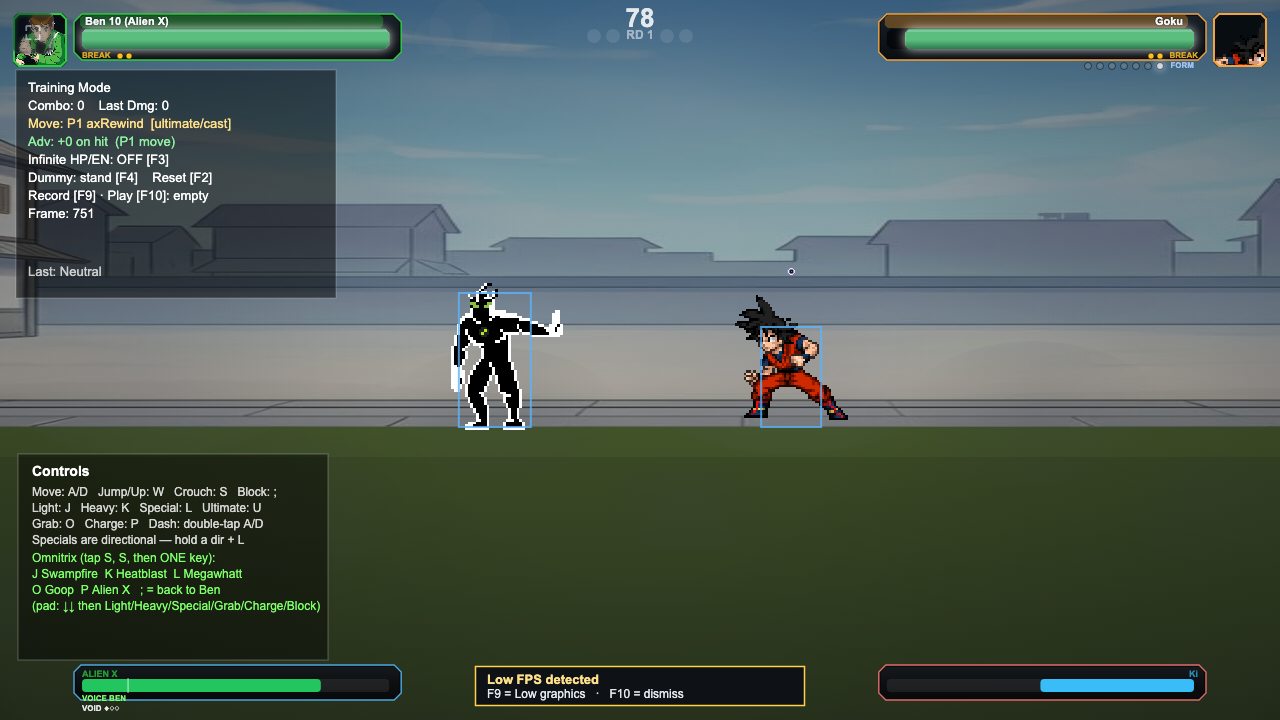 Ben 10 (Alien X)
BREAK
78
RD 1
Goku
BREAK
FORM
Training Mode
Combo: 0 Last Dmg: 0
Move: P1 axRewind [ultimate/cast]
Adv: +0 on hit (P1 move)
Infinite HP/EN: OFF [F3]
Dummy: stand [F4] Reset [F2]
Record [F9] · Play [F10]: empty
Frame: 751
Last: Neutral
Controls
Move: A/D Jump/Up: W Crouch: S Block: ;
Light: J Heavy: K Special: L Ultimate: U
Grab: O Charge: P Dash: double-tap A/D
Specials are directional — hold a dir + L
Omnitrix (tap S, S, then ONE key):
J Swampfire K Heatblast L Megawhatt
O Goop P Alien X ; = back to Ben
(pad: ↓↓ then Light/Heavy/Special/Grab/Charge/Block)
ALIEN X
VOICE BEN
VOID ◆◇◇
Low FPS detected
F9 = Low graphics · F10 = dismiss
Ki